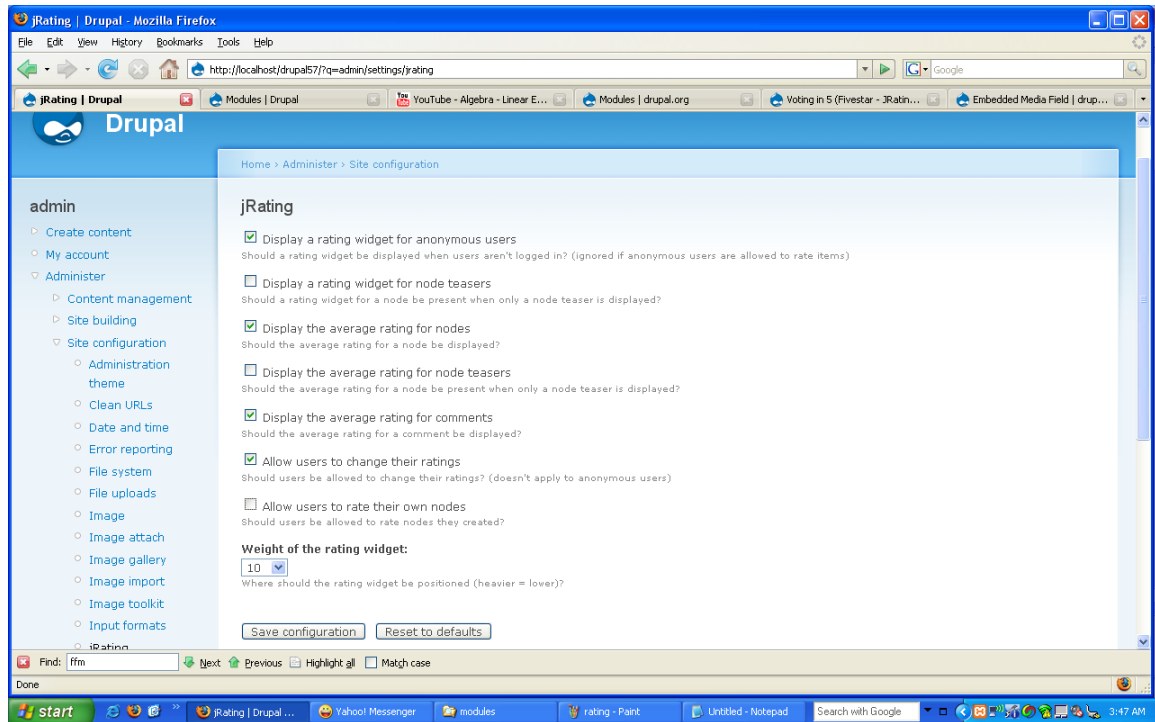 jRating | Drupal - Mozilla Firefox
File Edit View History Bookmarks Tools Help
http://localhost/drupal57/?q=admin/settings/jrating
G Google
jRating | Drupal
Modules | Drupal
You Tube YouTube - Algebra - Linear E...
Modules | drupal.org
Voting in 5 (Fivestar - JRatin...
Embedded Media Field | drup...
Drupal
Home › Administer › Site configuration
admin
Create content
My account
Administer
Content management
Site building
Site configuration
Administration
theme
Clean URLs
Date and time
Error reporting
File system
File uploads
Image
Image attach
Image gallery
Image import
Image toolkit
Input formats
jRating
jRating
Display a rating widget for anonymous users
Should a rating widget be displayed when users aren't logged in? (ignored if anonymous users are allowed to rate items)
Display a rating widget for node teasers
Should a rating widget for a node be present when only a node teaser is displayed?
Display the average rating for nodes
Should the average rating for a node be displayed?
Display the average rating for node teasers
Should the average rating for a node be present when only a node teaser is displayed?
Display the average rating for comments
Should the average rating for a comment be displayed?
Allow users to change their ratings
Should users be allowed to change their ratings? (doesn't apply to anonymous users)
Allow users to rate their own nodes
Should users be allowed to rate nodes they created?
Weight of the rating widget:
10
Where should the rating widget be positioned (heavier = lower)?
Save configuration Reset to defaults
Find: ffm Next Previous Highlight all Match case
Done
start
jRating | Drupal ...
Yahoo! Messenger
modules
rating - Paint
Untitled - Notepad
Search with Google
3:47 AM